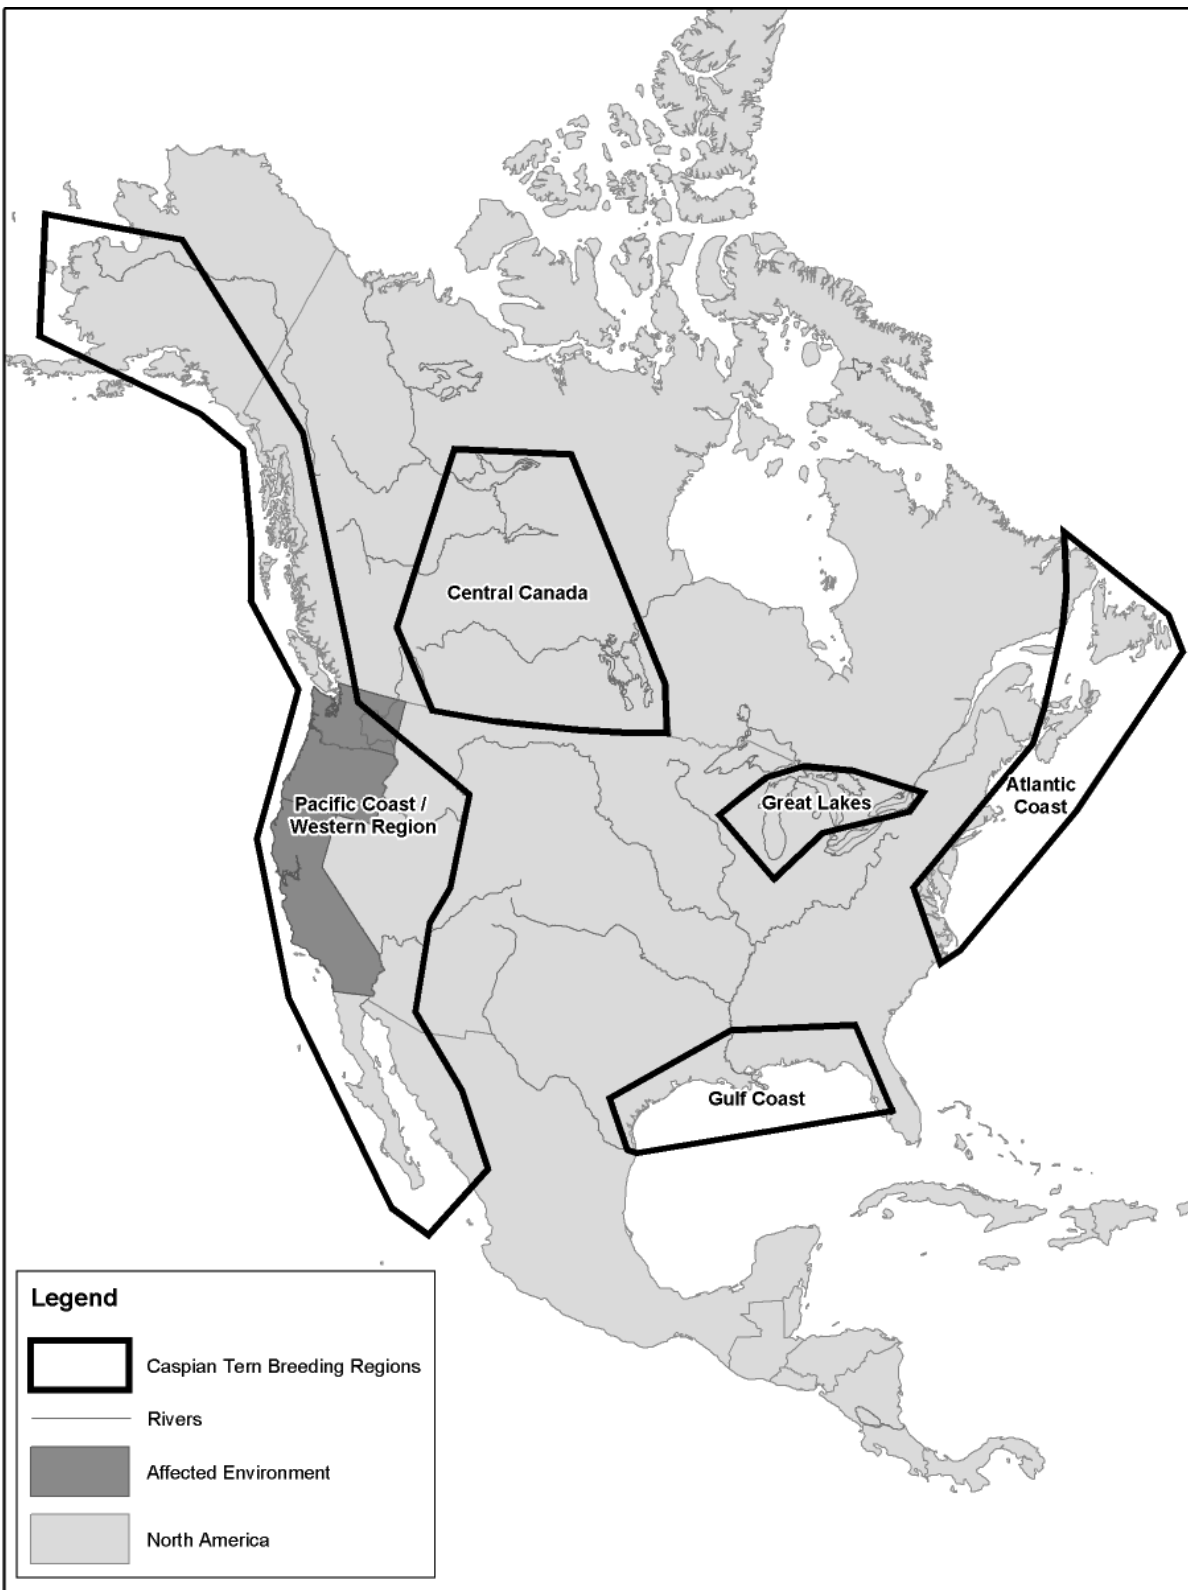 Central Canada
Pacific Coast /
Western Region
Great Lakes
Atlantic
Coast
Gulf Coast
Legend
Caspian Tern Breeding Regions
Rivers
Affected Environment
North America